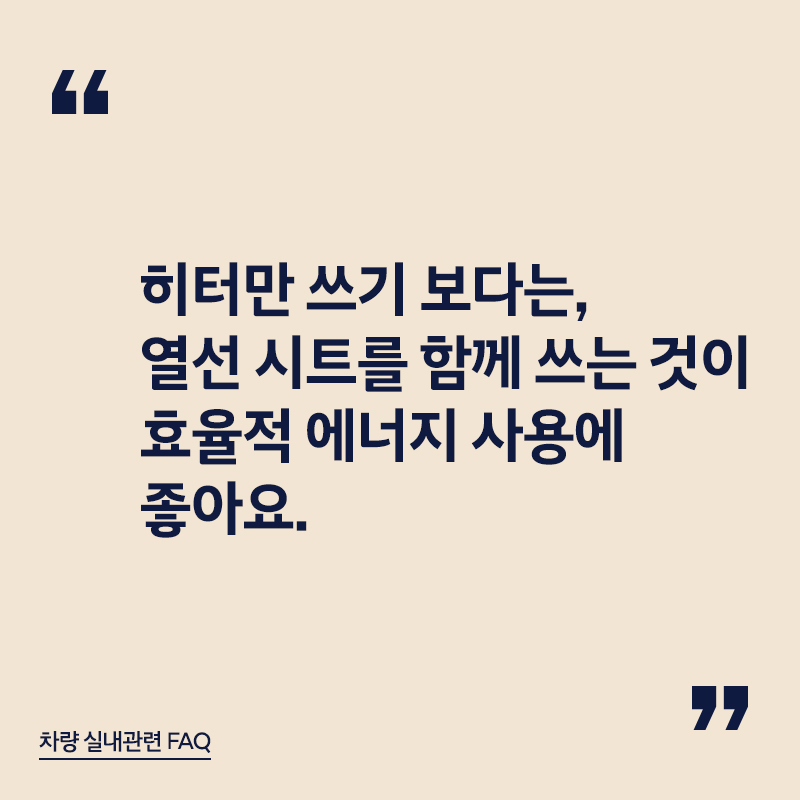 “
히터만 쓰기 보다는,
열선 시트를 함께 쓰는 것이
효율적 에너지 사용에
좋아요.
”
차량 실내관련 FAQ